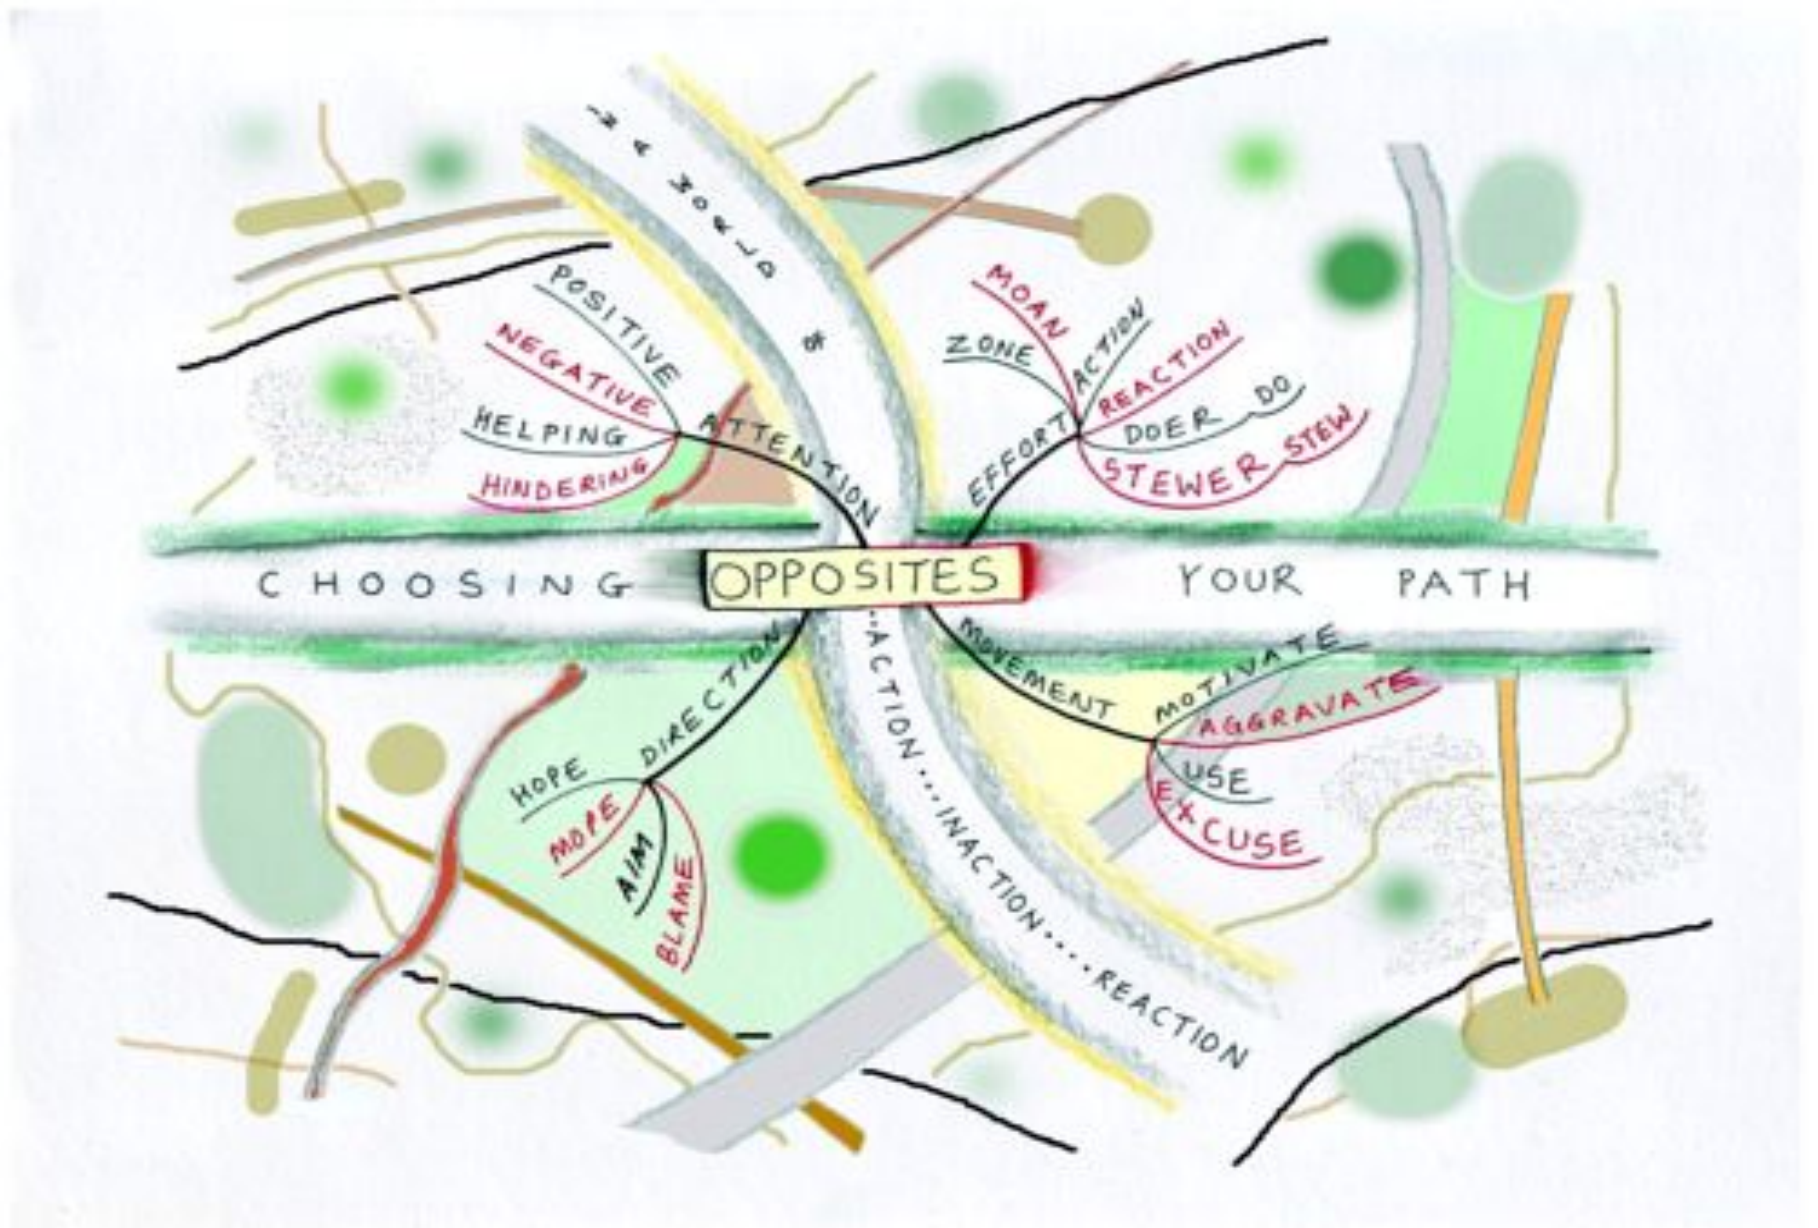 IN A WORLD OF
POSITIVE
NEGATIVE
HELPING
HINDERING
ATTENTION
MOAN
ZONE
ACTION
REACTION
DOER DO
STEWER STEW
EFFORT
CHOOSING OPPOSITES YOUR PATH
DIRECTION
HOPE
MOPE
AIM
BLAME
MOVEMENT
MOTIVATE
AGGRAVATE
USE
EXCUSE
..ACTION...INACTION....REACTION